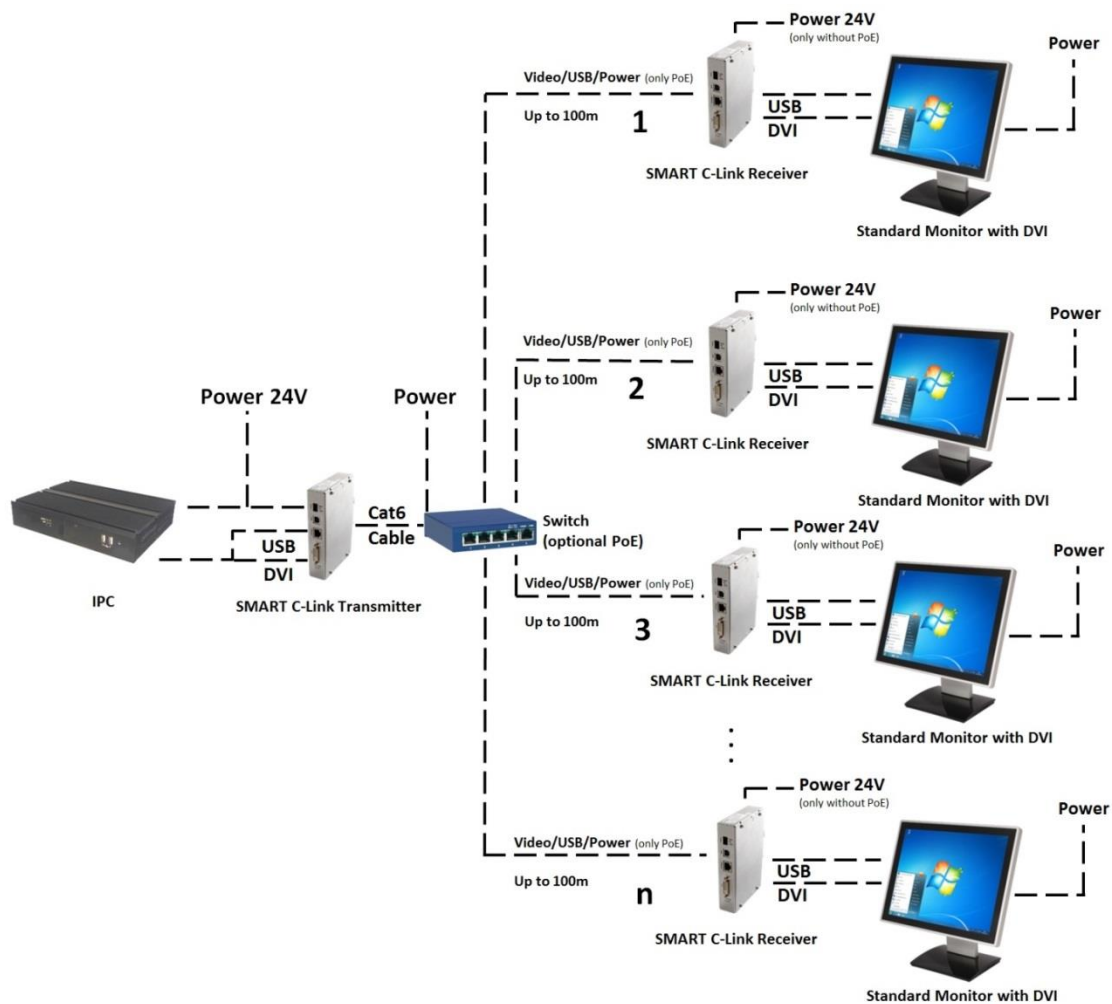 Power 24V
(only without PoE)
Power
Video/USB/Power (only PoE)
Up to 100m
1
USB
DVI
SMART C-Link Receiver
Standard Monitor with DVI
Power 24V
(only without PoE)
Power
Video/USB/Power (only PoE)
Up to 100m
2
USB
DVI
SMART C-Link Receiver
Standard Monitor with DVI
Power 24V
Power
Cat6
Cable
USB
DVI
IPC
SMART C-Link Transmitter
Switch
(optional PoE)
Power 24V
(only without PoE)
Power
Video/USB/Power (only PoE)
Up to 100m
3
USB
DVI
SMART C-Link Receiver
Standard Monitor with DVI
Power 24V
(only without PoE)
Power
Video/USB/Power (only PoE)
Up to 100m
n
USB
DVI
SMART C-Link Receiver
Standard Monitor with DVI